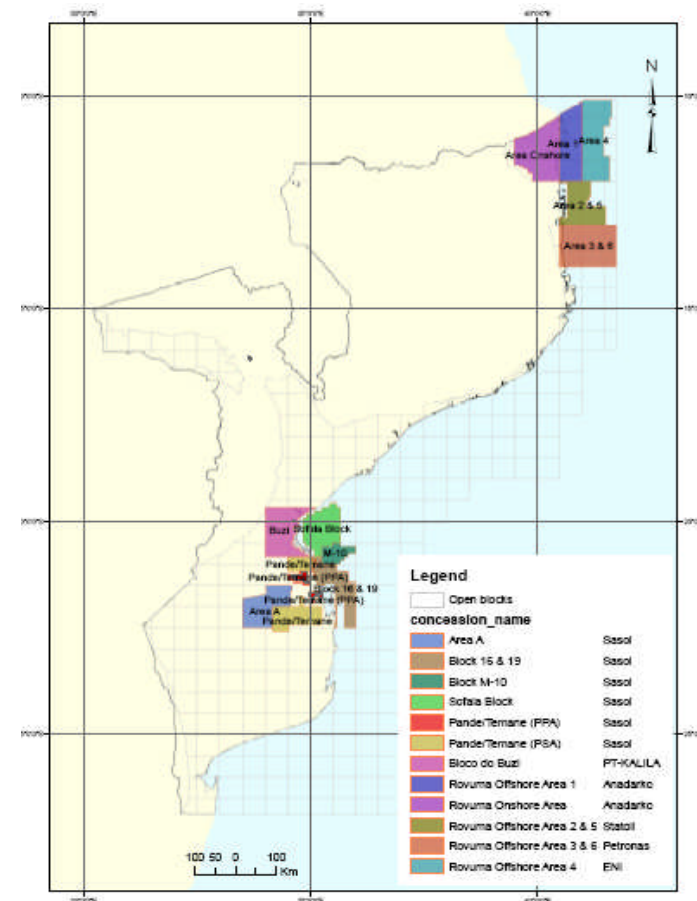 N
Area 1
Area 4
Area Onshore
Area 2 & 5
Area 3 & 6
Buzi
Sofala Block
M-10
Pande/Temane
Pande/Temane (PPA)
Block 16 & 19
Pande/Temane (PPA)
Area A
Pande/Temane
Legend
Open blocks
concession_name
Area A Sasol
Block 16 & 19 Sasol
Block M-10 Sasol
Sofala Block Sasol
Pande/Temane (PPA) Sasol
Pande/Temane (PSA) Sasol
Bloco do Buzi PT-KALILA
Rovuma Offshore Area 1 Anadarko
Rovuma Onshore Area Anadarko
Rovuma Offshore Area 2 & 5 Statoil
Rovuma Offshore Area 3 & 6 Petronas
Rovuma Offshore Area 4 ENI
100 50 0 100
Km